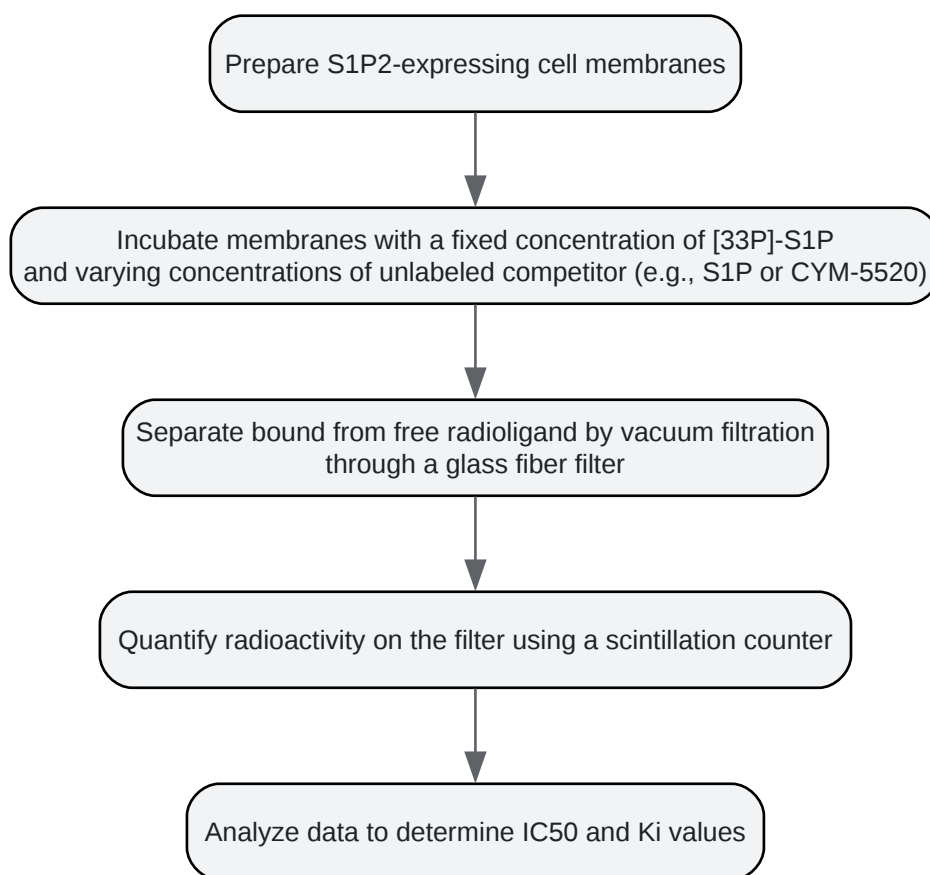 Prepare S1P2-expressing cell membranes
Incubate membranes with a fixed concentration of [33P]-S1P
and varying concentrations of unlabeled competitor (e.g., S1P or CYM-5520)
Separate bound from free radioligand by vacuum filtration
through a glass fiber filter
Quantify radioactivity on the filter using a scintillation counter
Analyze data to determine IC50 and Ki values